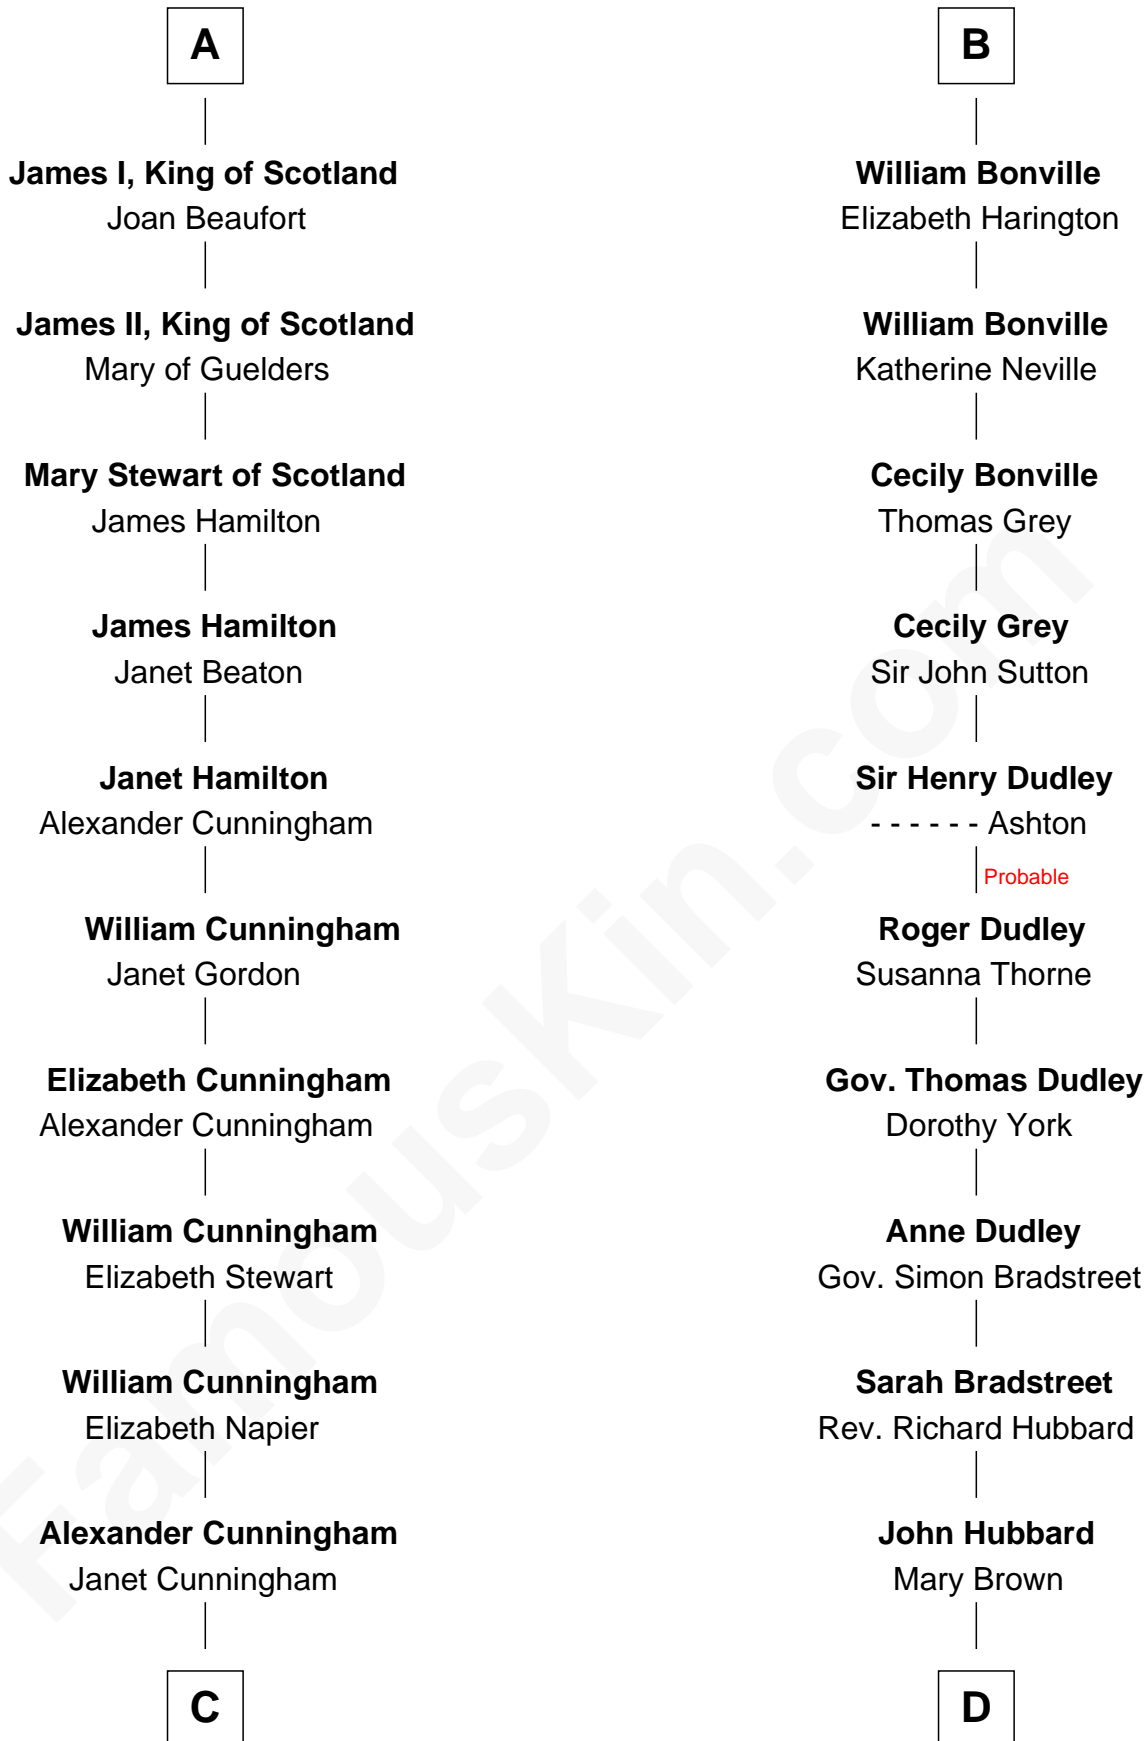 A
James I, King of Scotland
Joan Beaufort
James II, King of Scotland
Mary of Guelders
Mary Stewart of Scotland
James Hamilton
James Hamilton
Janet Beaton
Janet Hamilton
Alexander Cunningham
William Cunningham
Janet Gordon
Elizabeth Cunningham
Alexander Cunningham
William Cunningham
Elizabeth Stewart
William Cunningham
Elizabeth Napier
Alexander Cunningham
Janet Cunningham
C
B
William Bonville
Elizabeth Harington
William Bonville
Katherine Neville
Cecily Bonville
Thomas Grey
Cecily Grey
Sir John Sutton
Sir Henry Dudley
- - - - - - Ashton
Probable
Roger Dudley
Susanna Thorne
Gov. Thomas Dudley
Dorothy York
Anne Dudley
Gov. Simon Bradstreet
Sarah Bradstreet
Rev. Richard Hubbard
John Hubbard
Mary Brown
D
FamousKin.com